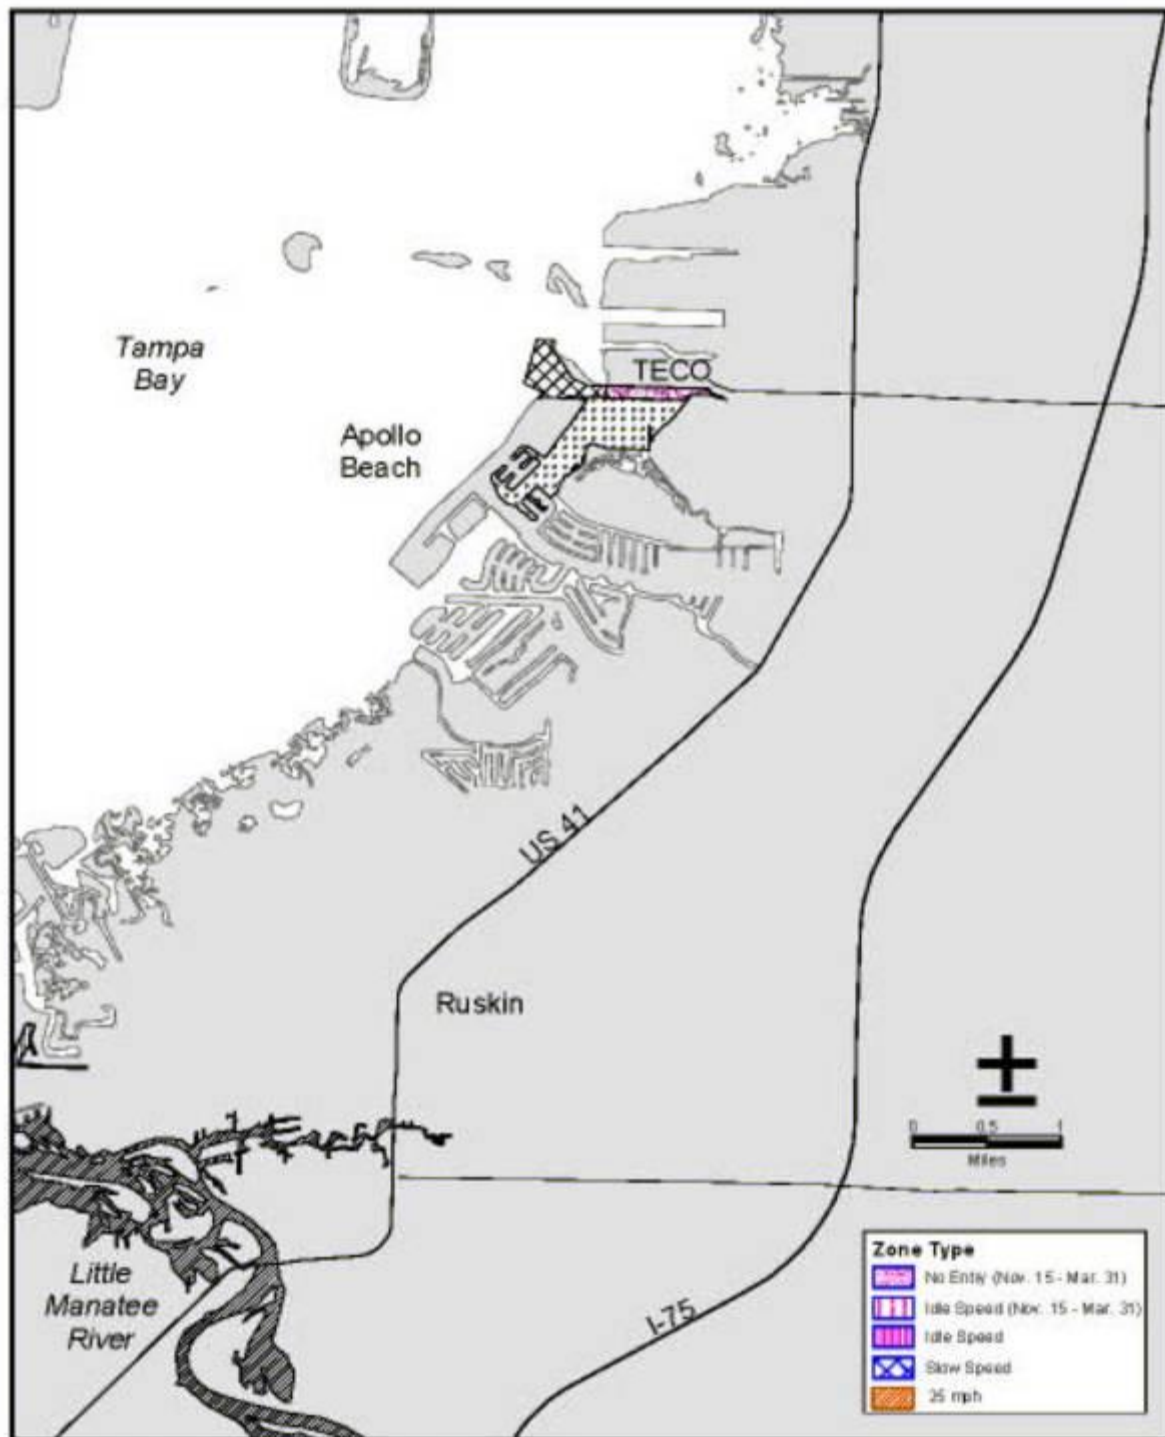 Tampa
Bay
TECO
Apollo
Beach
US 41
Ruskin
0 0.5 1
Miles
Little
Manatee
River
I-75
Zone Type
No Entry (Nov. 15 - Mar. 31)
Idle Speed (Nov. 15 - Mar. 31)
Idle Speed
Slow Speed
25 mph